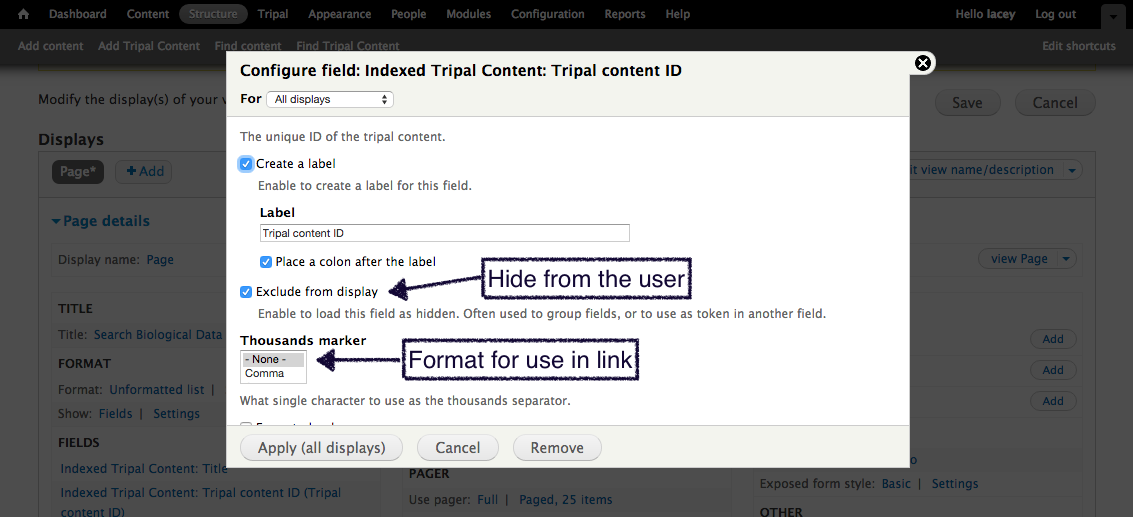 Dashboard Content Structure Tripal Appearance People Modules Configuration Reports Help Hello lacey Log out
Add content Add Tripal Content Find content Find Tripal Content Edit shortcuts
Configure field: Indexed Tripal Content: Tripal content ID
For All displays
Modify the display(s) of your
Save Cancel
The unique ID of the tripal content.
Displays
Create a label
Page* Add
view name/description
Enable to create a label for this field.
Label
Page details
Tripal content ID
Display name: Page
Place a colon after the label
view Page
Hide from the user
Exclude from display
TITLE
Enable to load this field as hidden. Often used to group fields, or to use as token in another field.
Title: Search Biological Data
Thousands marker
Add
- None -
Format for use in link
FORMAT
Comma
Add
Format: Unformatted list |
What single character to use as the thousands separator.
Add
Show: Fields | Settings
FIELDS
Apply (all displays) Cancel Remove
Indexed Tripal Content: Title
PAGER
Exposed form style: Basic | Settings
Indexed Tripal Content: Tripal content ID (Tripal
content ID)
Use pager: Full | Paged, 25 items
OTHER